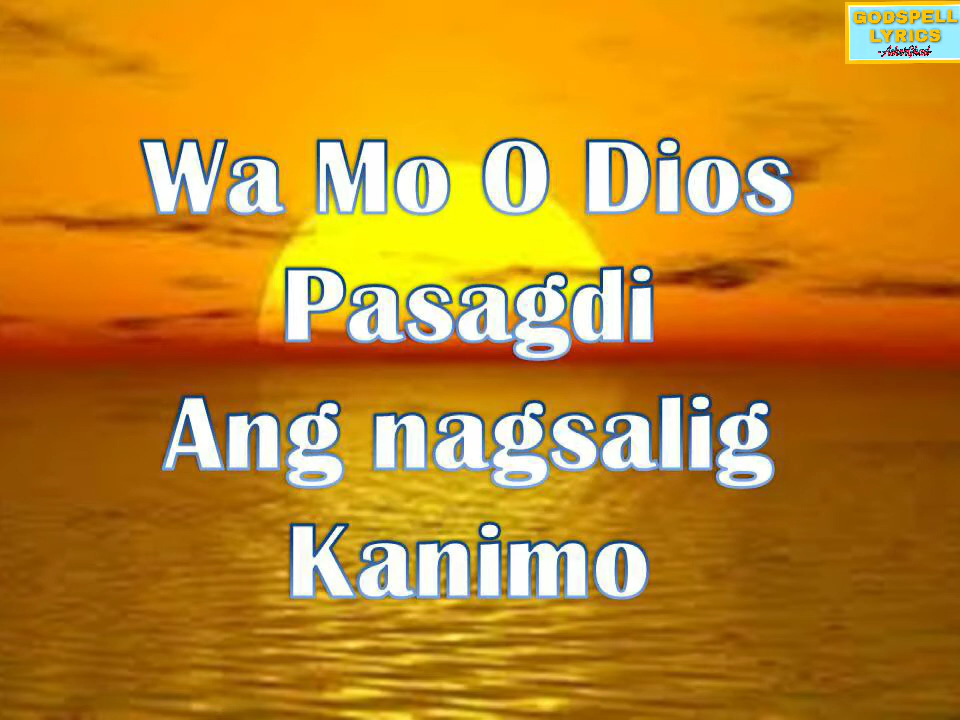 GODSPELL
LYRICS
Wa Mo O Dios
Pasagdi
Ang nagsalig
Kanimo